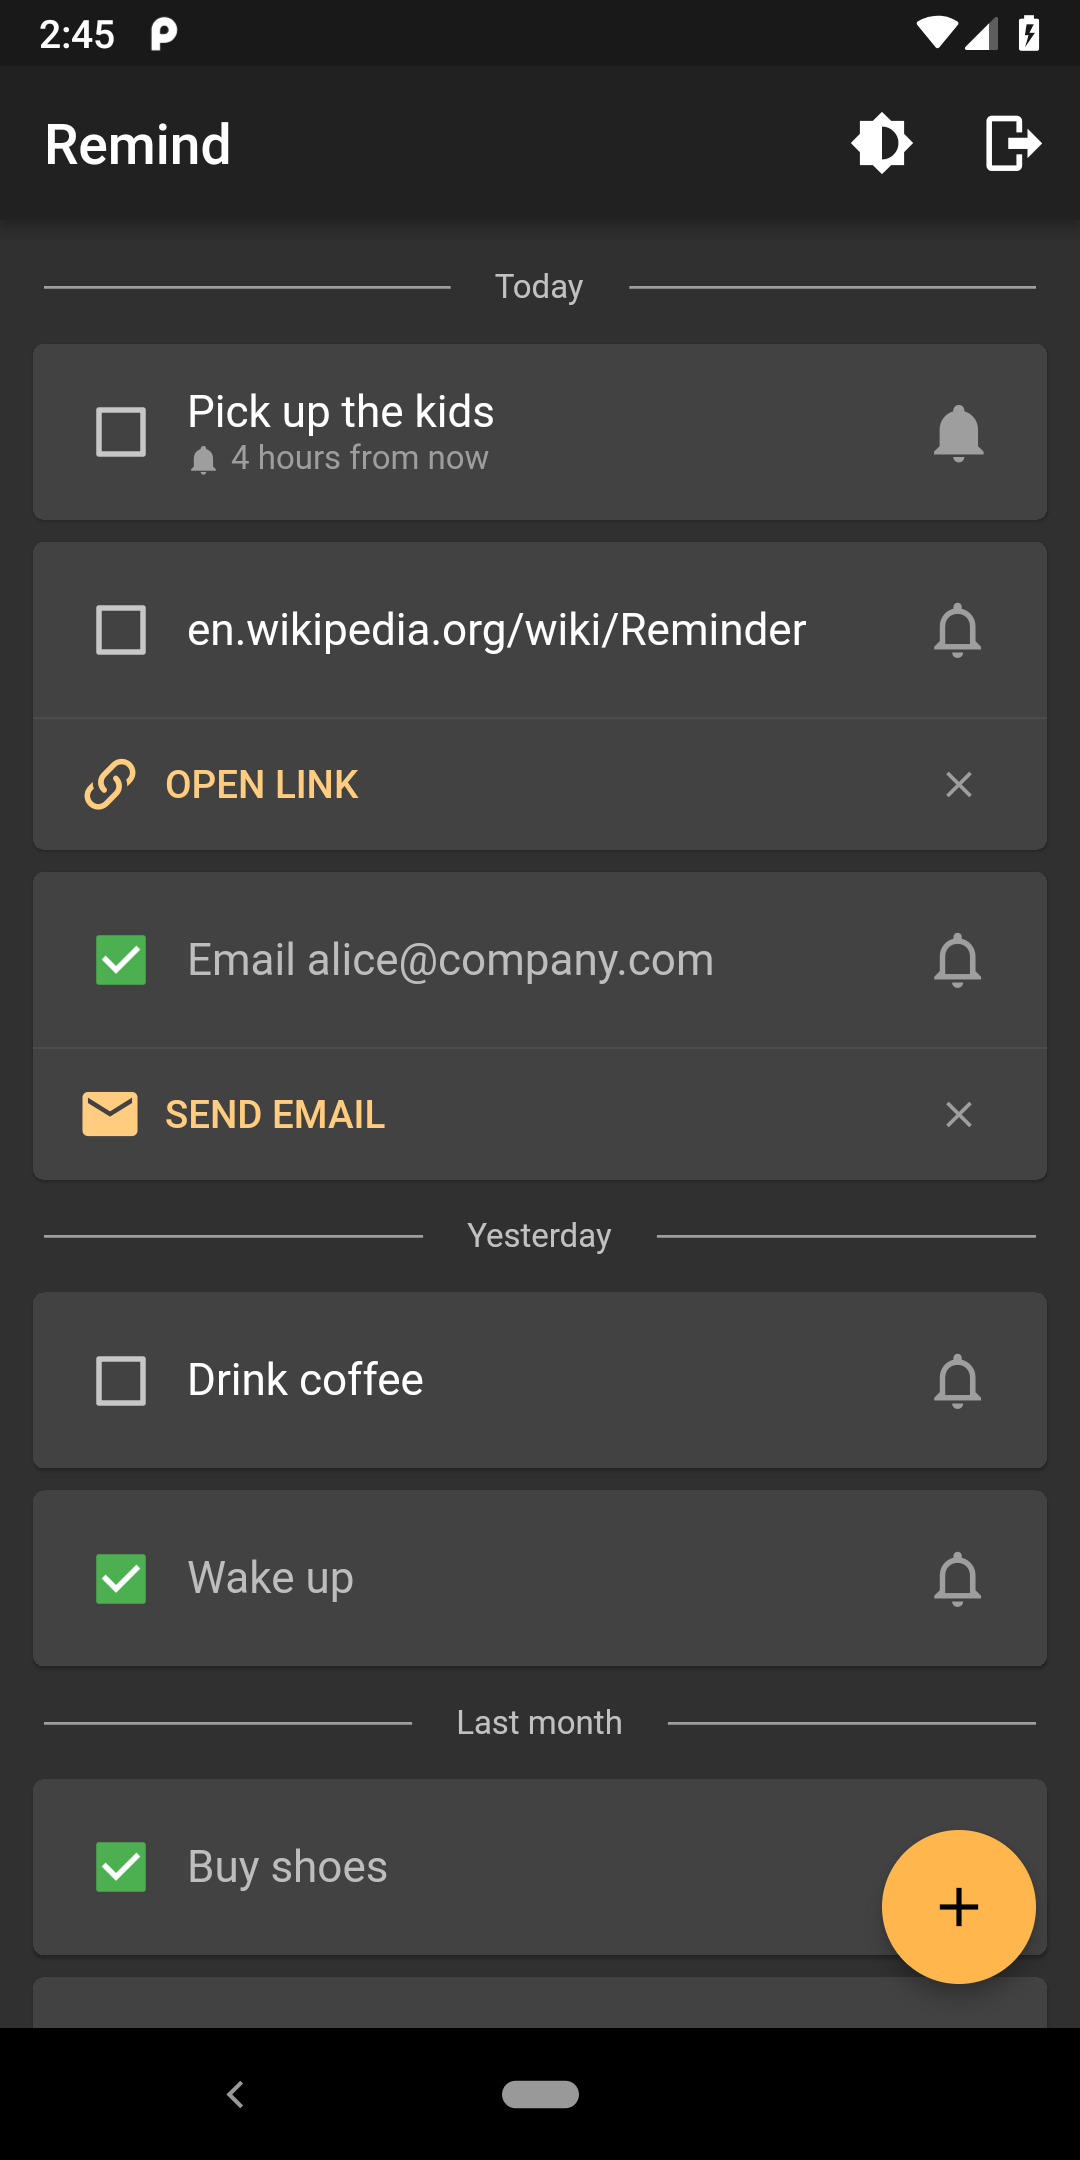 2:45
Remind
Today
Pick up the kids
4 hours from now
en.wikipedia.org/wiki/Reminder
OPEN LINK
Email alice@company.com
SEND EMAIL
Yesterday
Drink coffee
Wake up
Last month
Buy shoes